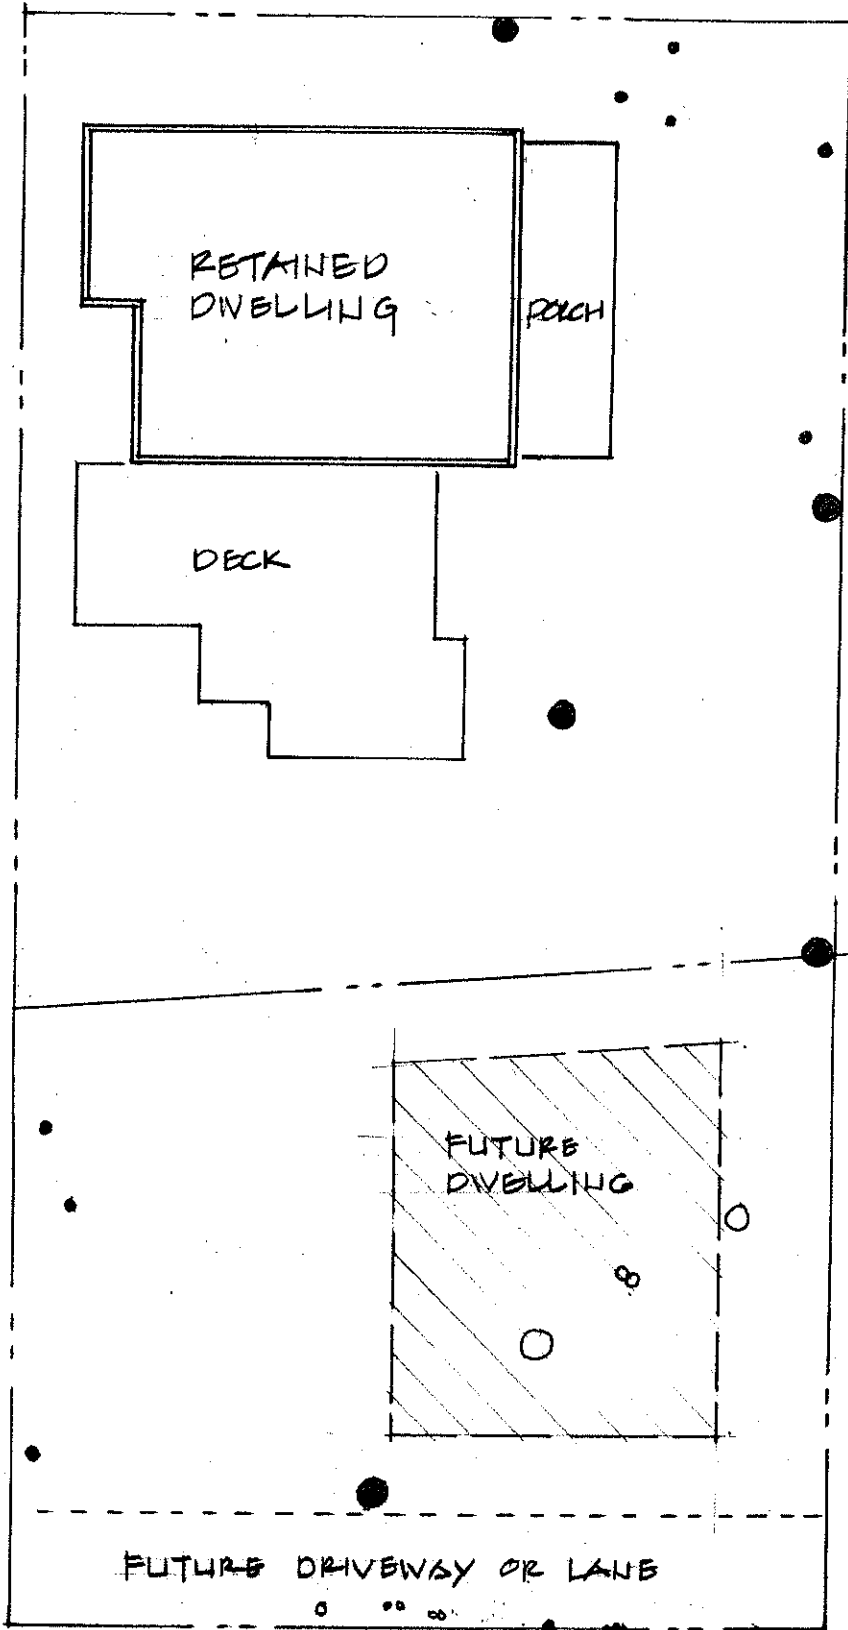 RETAINED
DWELLING
PORCH
DECK
FUTURE
DWELLING
FUTURE DRIVEWAY OR LANE